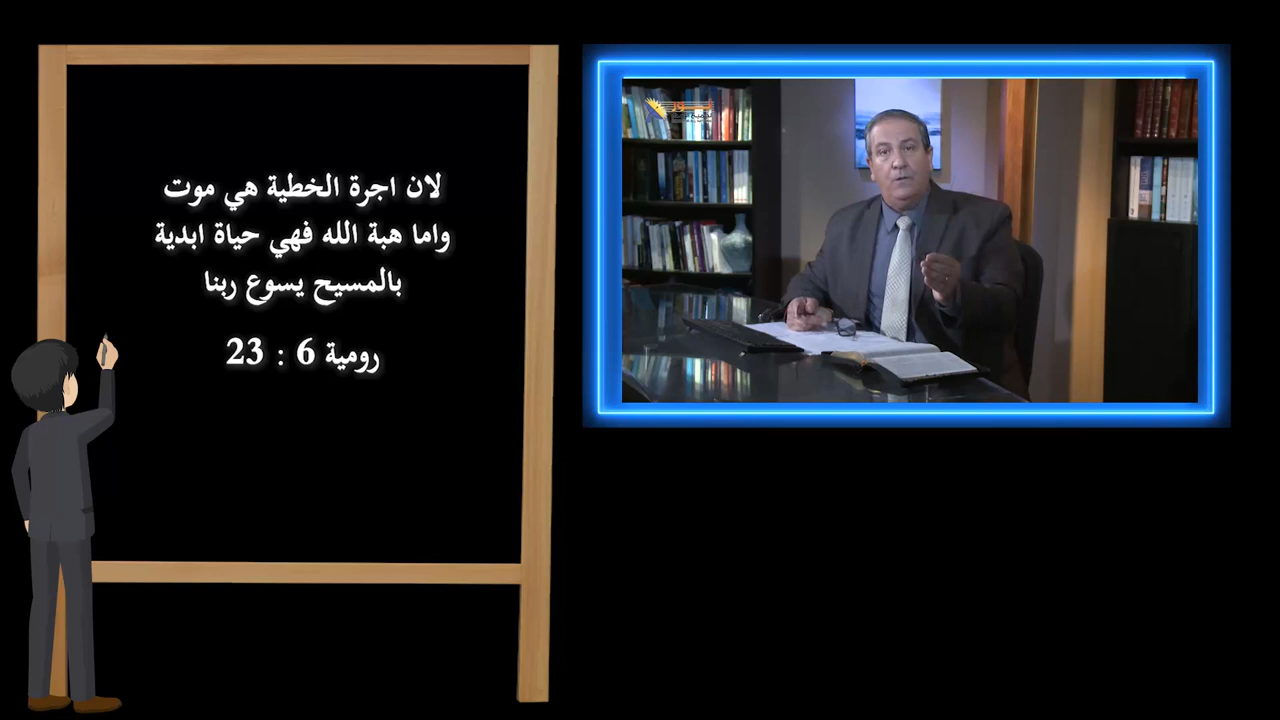 لان اجرة الخطية هي موت
واما هبة الله فهي حياة ابدية
بالمسيح يسوع ربنا
رومية 6 : 23